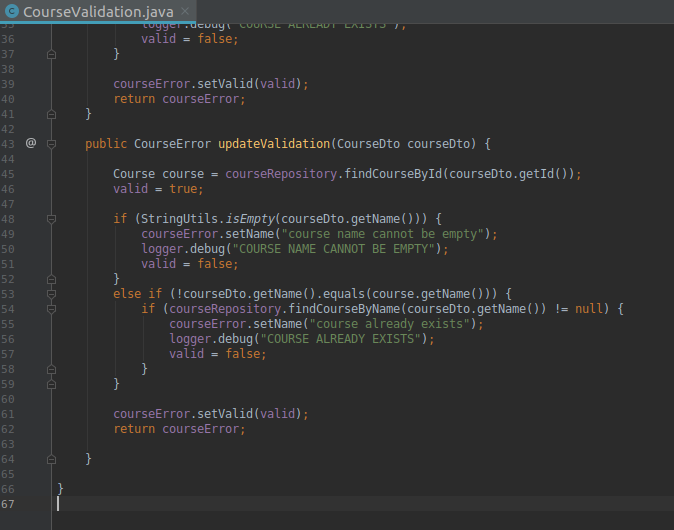 CourseValidation.java
35 logger.debug("COURSE ALREADY EXISTS");
36 valid = false;
37 }
38
39 courseError.setValid(valid);
40 return courseError;
41 }
42
43 @ public CourseError updateValidation(CourseDto courseDto) {
44
45 Course course = courseRepository.findCourseById(courseDto.getId());
46 valid = true;
47
48 if (StringUtils.isEmpty(courseDto.getName())) {
49 courseError.setName("course name cannot be empty");
50 logger.debug("COURSE NAME CANNOT BE EMPTY");
51 valid = false;
52 }
53 else if (!courseDto.getName().equals(course.getName())) {
54 if (courseRepository.findCourseByName(courseDto.getName()) != null) {
55 courseError.setName("course already exists");
56 logger.debug("COURSE ALREADY EXISTS");
57 valid = false;
58 }
59 }
60
61 courseError.setValid(valid);
62 return courseError;
63
64 }
65
66 }
67